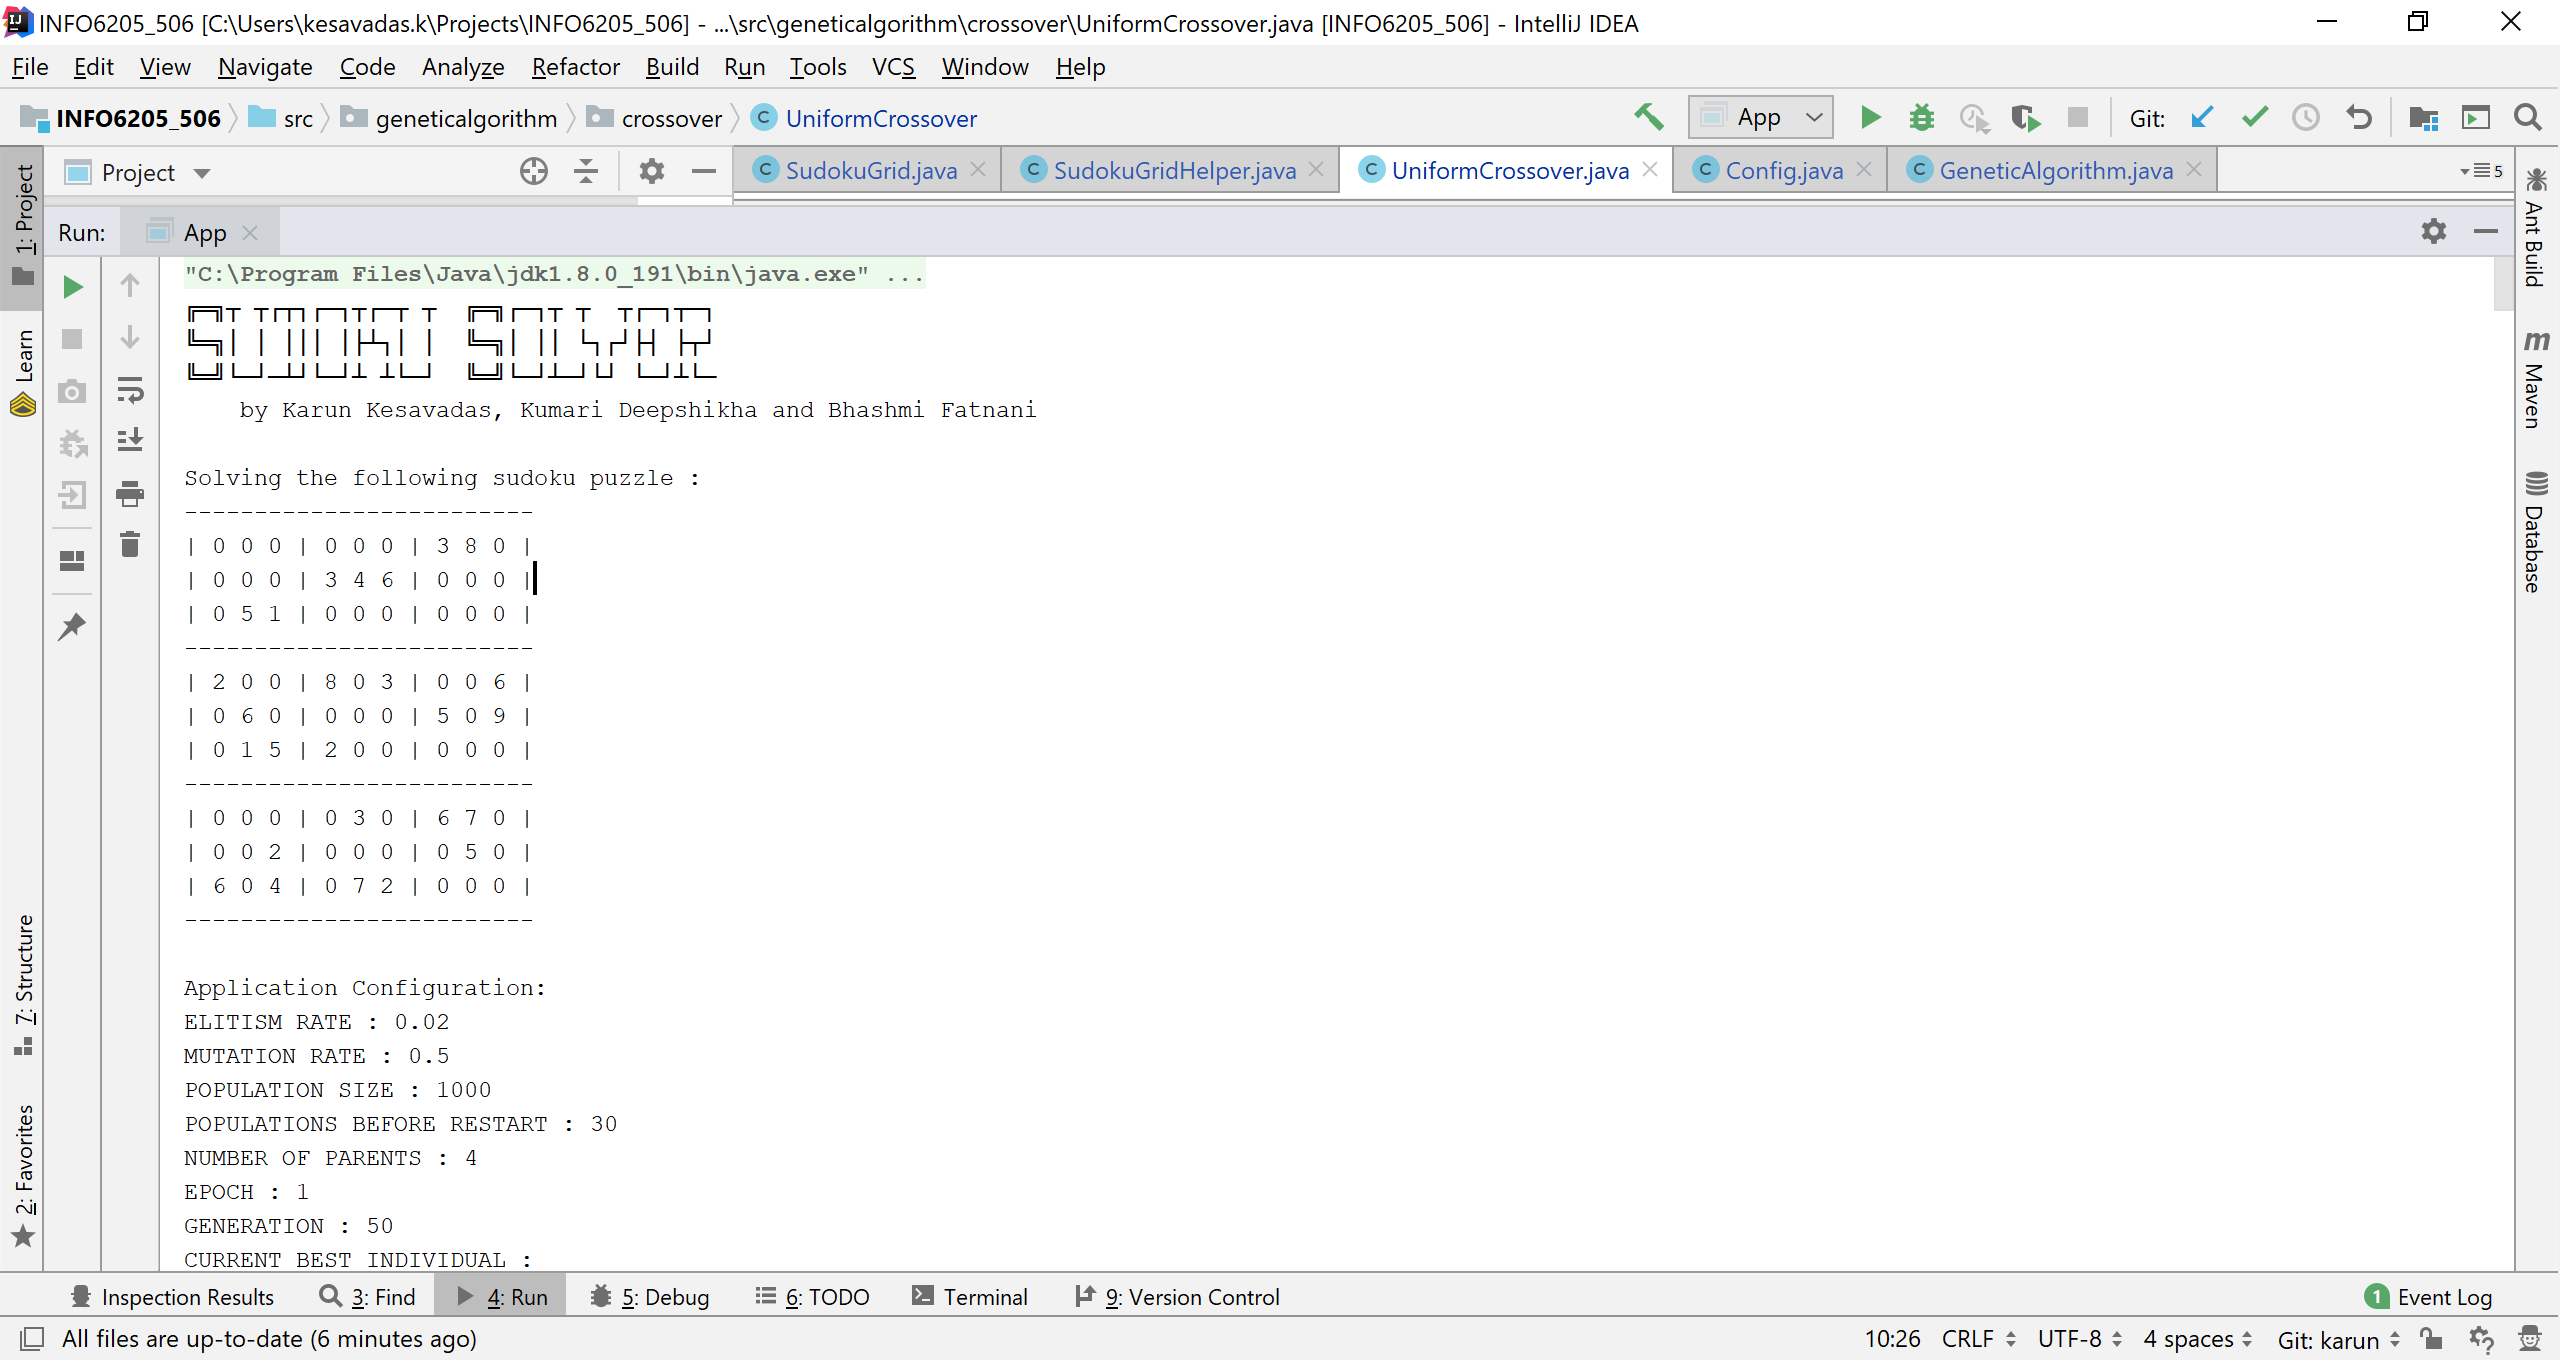 INFO6205_506 [C:\Users\kesavadas.k\Projects\INFO6205_506] - ...\src\geneticalgorithm\crossover\UniformCrossover.java [INFO6205_506] - IntelliJ IDEA
File Edit View Navigate Code Analyze Refactor Build Run Tools VCS Window Help
INFO6205_506 src geneticalgorithm crossover UniformCrossover App Git:
Project SudokuGrid.java SudokuGridHelper.java UniformCrossover.java Config.java GeneticAlgorithm.java 5
Run: App
1: Project
Learn
7: Structure
2: Favorites
Ant Build
Maven
Database
"C:\Program Files\Java\jdk1.8.0_191\bin\java.exe" ...
by Karun Kesavadas, Kumari Deepshikha and Bhashmi Fatnani
Solving the following sudoku puzzle :
-------------------------
| 0 0 0 | 0 0 0 | 3 8 0 |
| 0 0 0 | 3 4 6 | 0 0 0 |
| 0 5 1 | 0 0 0 | 0 0 0 |
-------------------------
| 2 0 0 | 8 0 3 | 0 0 6 |
| 0 6 0 | 0 0 0 | 5 0 9 |
| 0 1 5 | 2 0 0 | 0 0 0 |
-------------------------
| 0 0 0 | 0 3 0 | 6 7 0 |
| 0 0 2 | 0 0 0 | 0 5 0 |
| 6 0 4 | 0 7 2 | 0 0 0 |
-------------------------
Application Configuration:
ELITISM RATE : 0.02
MUTATION RATE : 0.5
POPULATION SIZE : 1000
POPULATIONS BEFORE RESTART : 30
NUMBER OF PARENTS : 4
EPOCH : 1
GENERATION : 50
CURRENT BEST INDIVIDUAL :
Inspection Results 3: Find 4: Run 5: Debug 6: TODO Terminal 9: Version Control 1 Event Log
All files are up-to-date (6 minutes ago) 10:26 CRLF UTF-8 4 spaces Git: karun